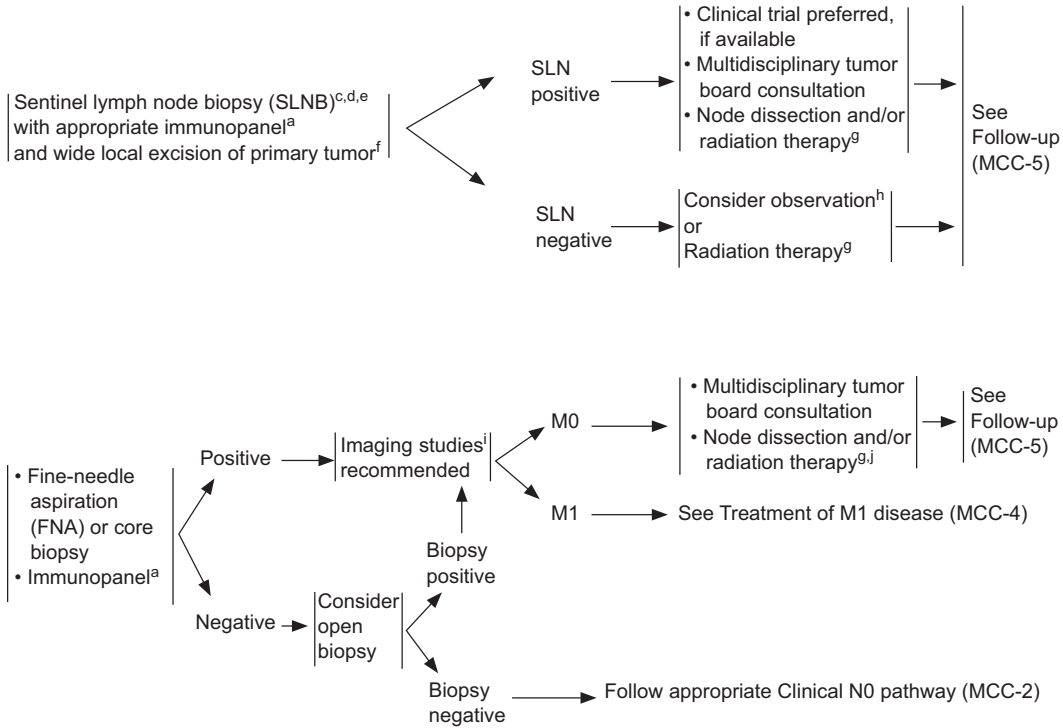 Sentinel lymph node biopsy (SLNB)c,d,e
with appropriate immunopanela
and wide local excision of primary tumorf
SLN
positive
• Clinical trial preferred,
if available
• Multidisciplinary tumor
board consultation
• Node dissection and/or
radiation therapyg
SLN
negative
Consider observationh
or
Radiation therapyg
See
Follow-up
(MCC-5)
• Fine-needle
aspiration
(FNA) or core
biopsy
• Immunopanela
Positive
Imaging studiesi
recommended
M0
• Multidisciplinary tumor
board consultation
• Node dissection and/or
radiation therapyg,j
See
Follow-up
(MCC-5)
M1
See Treatment of M1 disease (MCC-4)
Negative
Consider
open
biopsy
Biopsy
positive
Biopsy
negative
Follow appropriate Clinical N0 pathway (MCC-2)